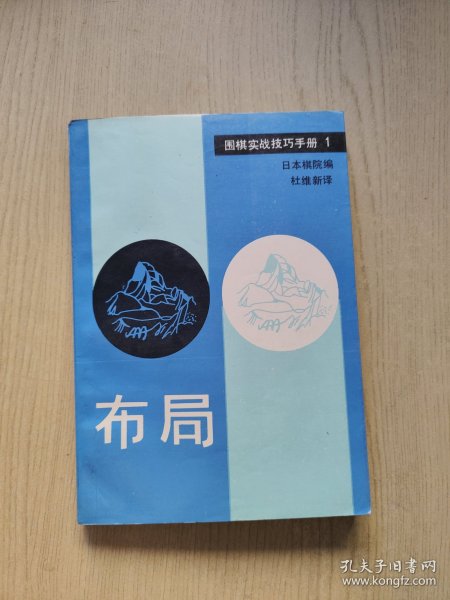 围棋实战技巧手册 1
日本棋院编
杜维新译
布局
孔夫子旧书网
www.kongfz.com